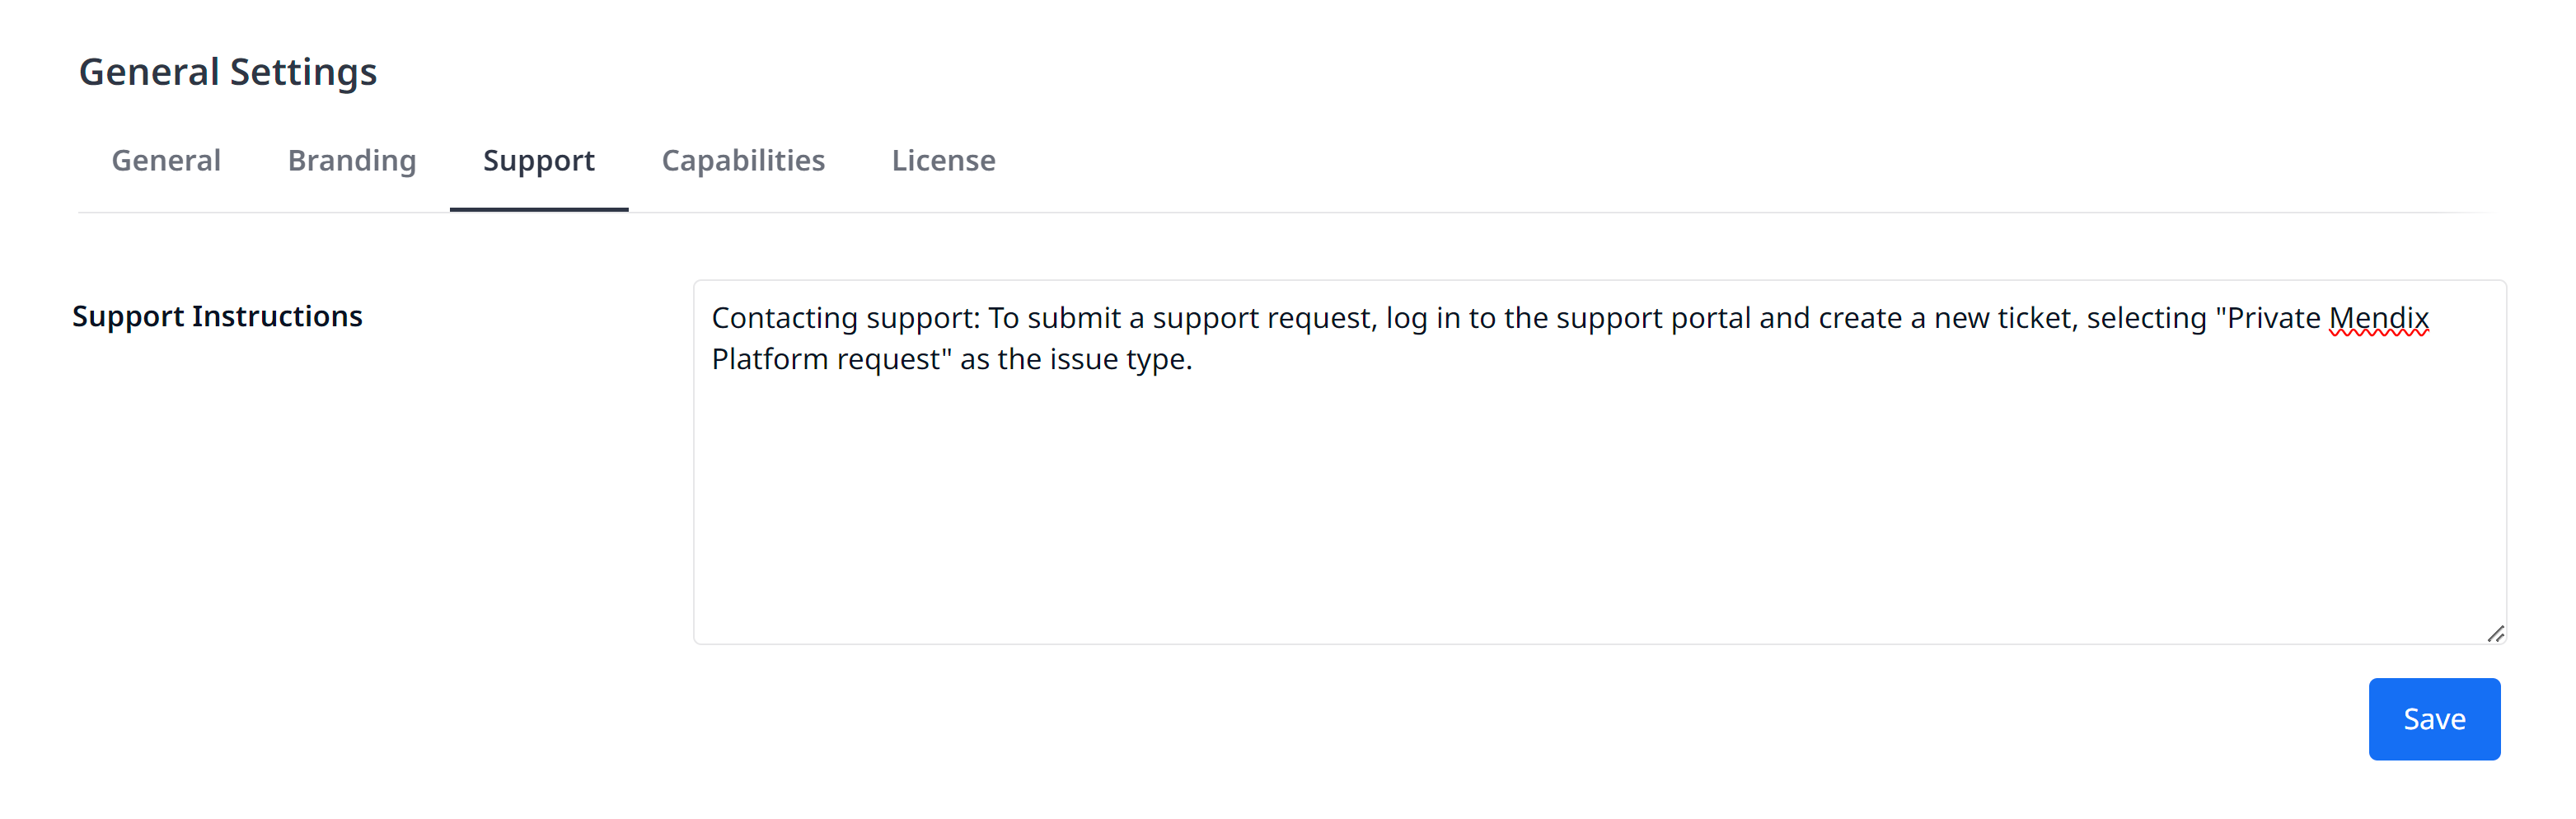 General Settings
General Branding Support Capabilities License
Support Instructions
Contacting support: To submit a support request, log in to the support portal and create a new ticket, selecting "Private Mendix
Platform request" as the issue type.
Save